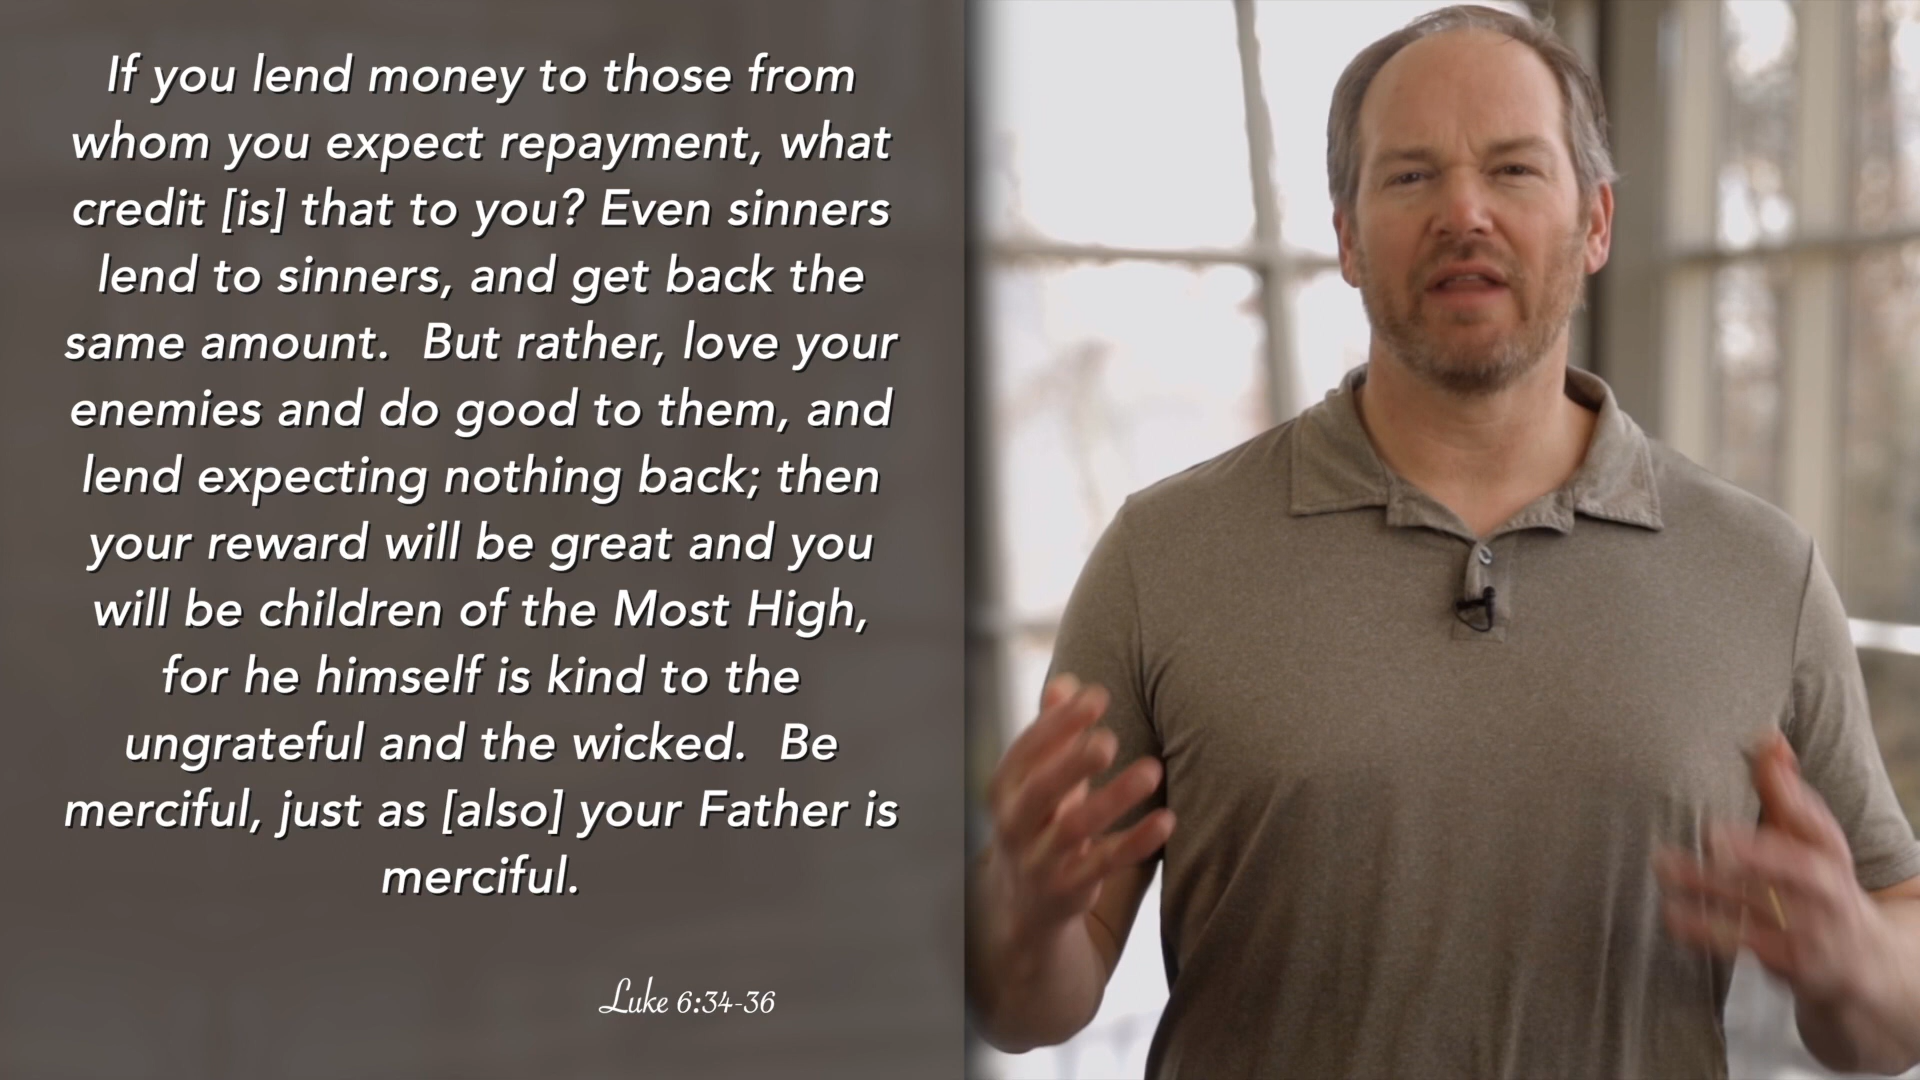 If you lend money to those from
whom you expect repayment, what
credit [is] that to you? Even sinners
lend to sinners, and get back the
same amount.  But rather, love your
enemies and do good to them, and
lend expecting nothing back; then
your reward will be great and you
will be children of the Most High,
for he himself is kind to the
ungrateful and the wicked.  Be
merciful, just as [also] your Father is
merciful.
Luke 6:34-36